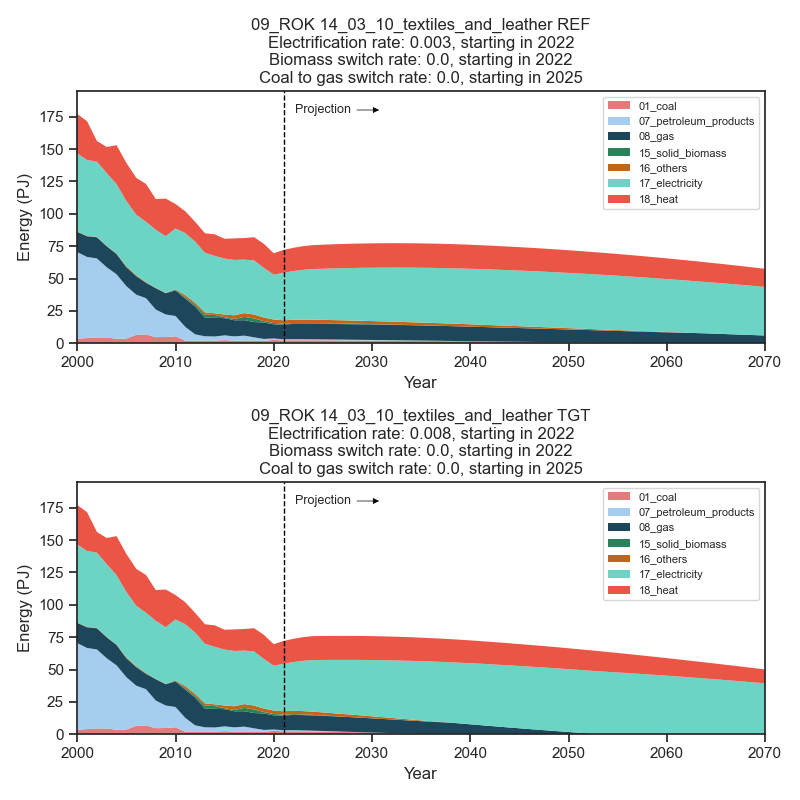 09_ROK 14_03_10_textiles_and_leather REF
Electrification rate: 0.003, starting in 2022
Biomass switch rate: 0.0, starting in 2022
Coal to gas switch rate: 0.0, starting in 2025
Projection
01_coal
07_petroleum_products
08_gas
15_solid_biomass
16_others
17_electricity
18_heat
Energy (PJ)
175
150
125
100
75
50
25
0
2000 2010 2020 2030 2040 2050 2060 2070
Year
09_ROK 14_03_10_textiles_and_leather TGT
Electrification rate: 0.008, starting in 2022
Biomass switch rate: 0.0, starting in 2022
Coal to gas switch rate: 0.0, starting in 2025
Projection
01_coal
07_petroleum_products
08_gas
15_solid_biomass
16_others
17_electricity
18_heat
Energy (PJ)
175
150
125
100
75
50
25
0
2000 2010 2020 2030 2040 2050 2060 2070
Year